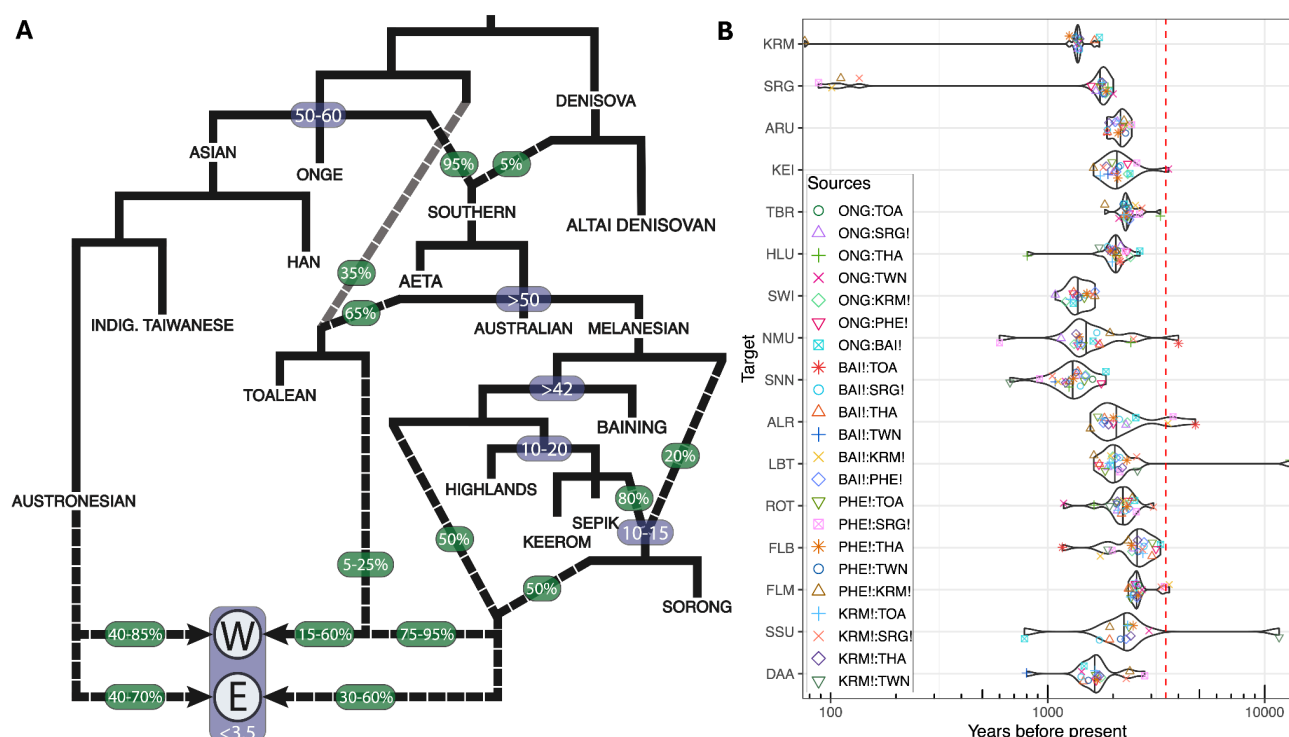 A
DENISOVA
50-60
ASIAN
95%
5%
ONGE
SOUTHERN
ALTAI DENISOVAN
HAN
AETA
35%
65%
>50
INDIG. TAIWANESE
AUSTRALIAN
MELANESIAN
TOALEAN
>42
BAINING
10-20
20%
HIGHLANDS
AUSTRONESIAN
80%
SEPIK
KEEROM
10-15
50%
5-25%
50%
SORONG
40-85%
W
15-60%
75-95%
40-70%
E
30-60%
<3.5
B
KRM
SRG
ARU
KEI
TBR
HLU
SWI
NMU
SNN
ALR
LBT
ROT
FLB
FLM
SSU
DAA
Target
Sources
ONG:TOA
ONG:SRG!
ONG:THA
ONG:TWN
ONG:KRM!
ONG:PHE!
ONG:BAI!
BAI!:TOA
BAI!:SRG!
BAI!:THA
BAI!:TWN
BAI!:KRM!
BAI!:PHE!
PHE!:TOA
PHE!:SRG!
PHE!:THA
PHE!:TWN
PHE!:KRM!
KRM!:TOA
KRM!:SRG!
KRM!:THA
KRM!:TWN
100
1000
10000
Years before present